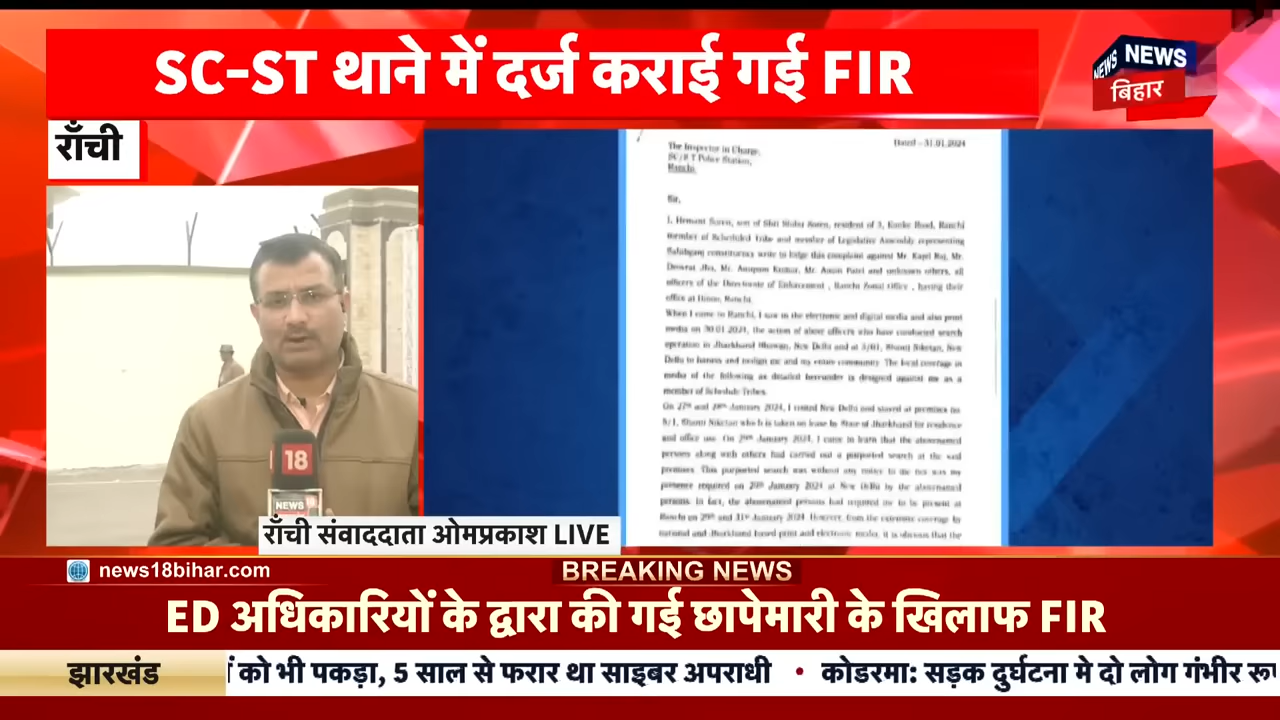 SC-ST थाने में दर्ज कराई गई FIR
NEWS NEWS
बिहार
राँची
Dated - 31.01.2024
The Inspector in Charge,
SC/ST Police Station,
Ranchi.
Sir,
I, Hemant Soren, son of Shri Shibu Soren, resident of 5, Kanke Road, Ranchi
member of Scheduled Tribe and member of Legislative Assembly representing
constituency write to lodge this complaint against Mr. Kapil Raj, Mr.
Devvrat Jha, Mr. Anupam Kumar, Mr. Aman Patel and unknown others, all
officers of the Directorate of Enforcement, Ranchi Zonal Office, having their
office at Hinoo, Ranchi.
When I came to Ranchi, I saw in the electronic and digital media and also print
media on 30.01.2024, the action of above officers who have conducted search
operation in Jharkhand Bhawan, New Delhi and at 5/01, Shanti Niketan, New
Delhi to harass and malign me and my entire community. The local coverage in
media of the following as detailed hereunder is designed against me as a
member of Schedule Tribes.
On 27th and 28th January 2024, I visited New Delhi and stayed at premises no.
5/1, Shanti Niketan which is taken on lease by State of Jharkhand for residence
and office use. On 29th January 2024, I came to learn that the abovenamed
persons along with others had carried out a purported search at the said
premises. This purported search was without any notice to me nor was my
presence required on 29th January 2024 at New Delhi by the abovenamed
persons. In fact, the abovenamed persons had required me to be present at
Ranchi on 29th and 31st January 2024. However, from the extensive coverage by
national and Jharkhand based print and electronic media, it is obvious that the
18
NEWS
राँची संवाददाता ओमप्रकाश LIVE
news18bihar.com
BREAKING NEWS
ED अधिकारियों के द्वारा की गई छापेमारी के खिलाफ FIR
झारखंड
को भी पकड़ा, 5 साल से फरार था साइबर अपराधी • कोडरमा: सड़क दुर्घटना मे दो लोग गंभीर